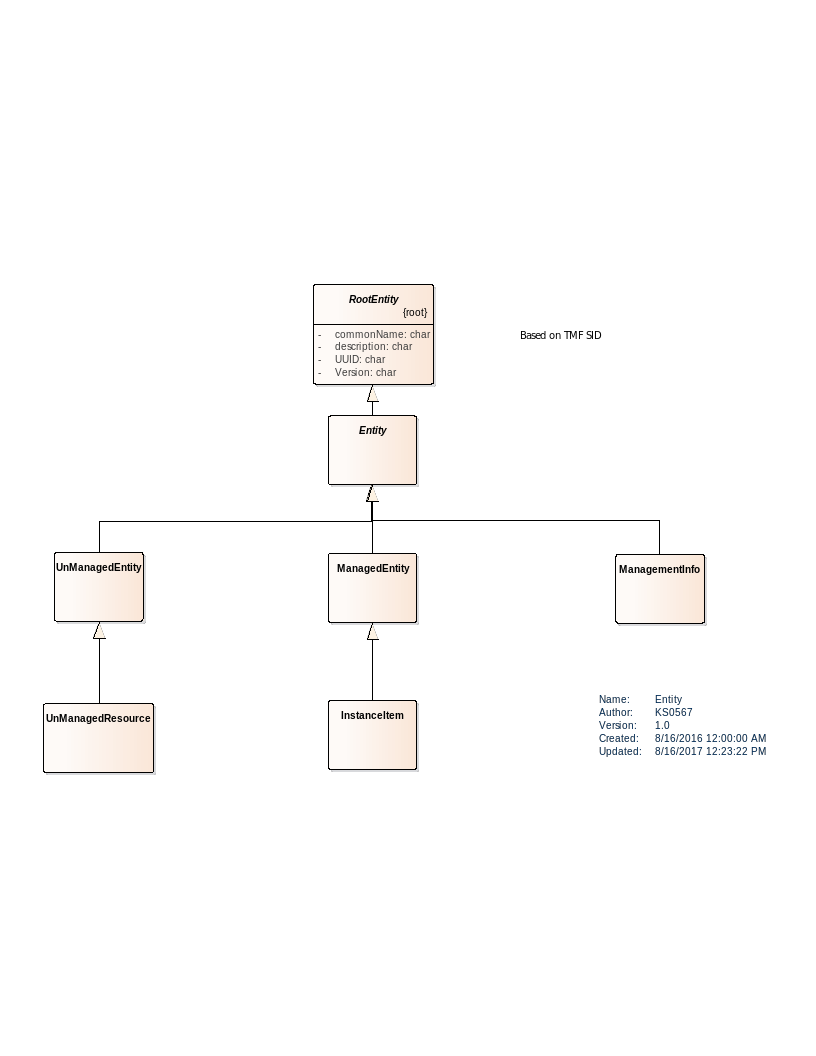 RootEntity
{root}
- commonName: char
- description: char
- UUID: char
- Version: char
Based on TMF SID
Entity
UnManagedEntity
ManagedEntity
ManagementInfo
UnManagedResource
InstanceItem
Name: Entity
Author: KS0567
Version: 1.0
Created: 8/16/2016 12:00:00 AM
Updated: 8/16/2017 12:23:22 PM